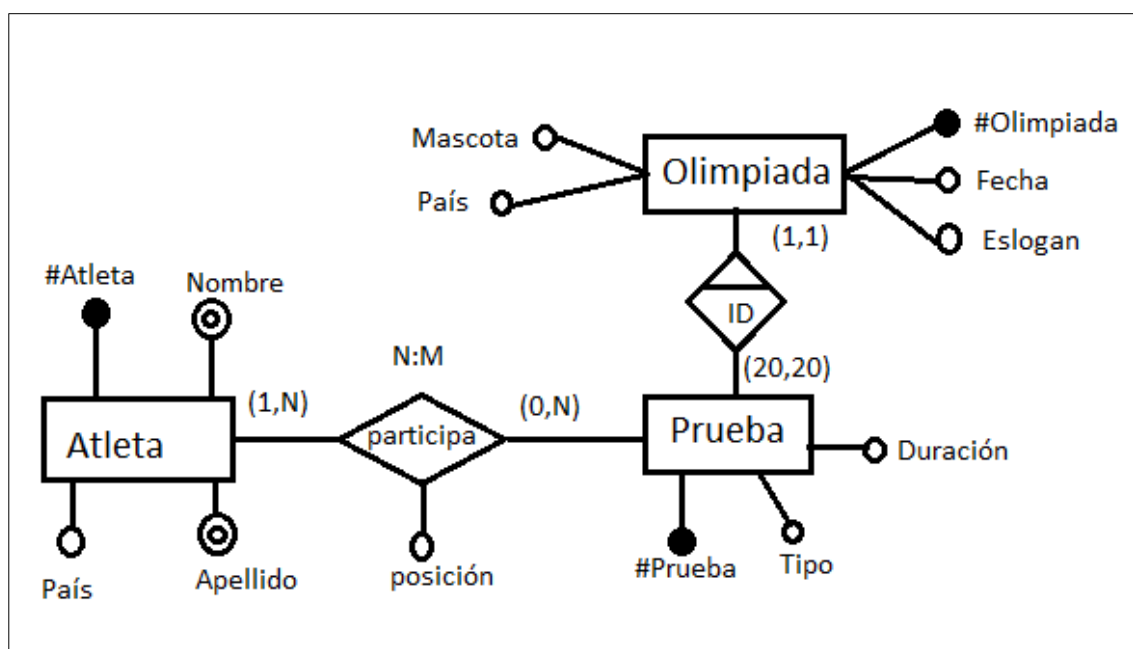 #Olimpiada
Mascota
Olimpiada
Fecha
País
(1,1)
Eslogan
#Atleta
Nombre
ID
N:M
(20,20)
(1,N)
(0,N)
Atleta
participa
Prueba
Duración
País
Apellido
posición
#Prueba
Tipo